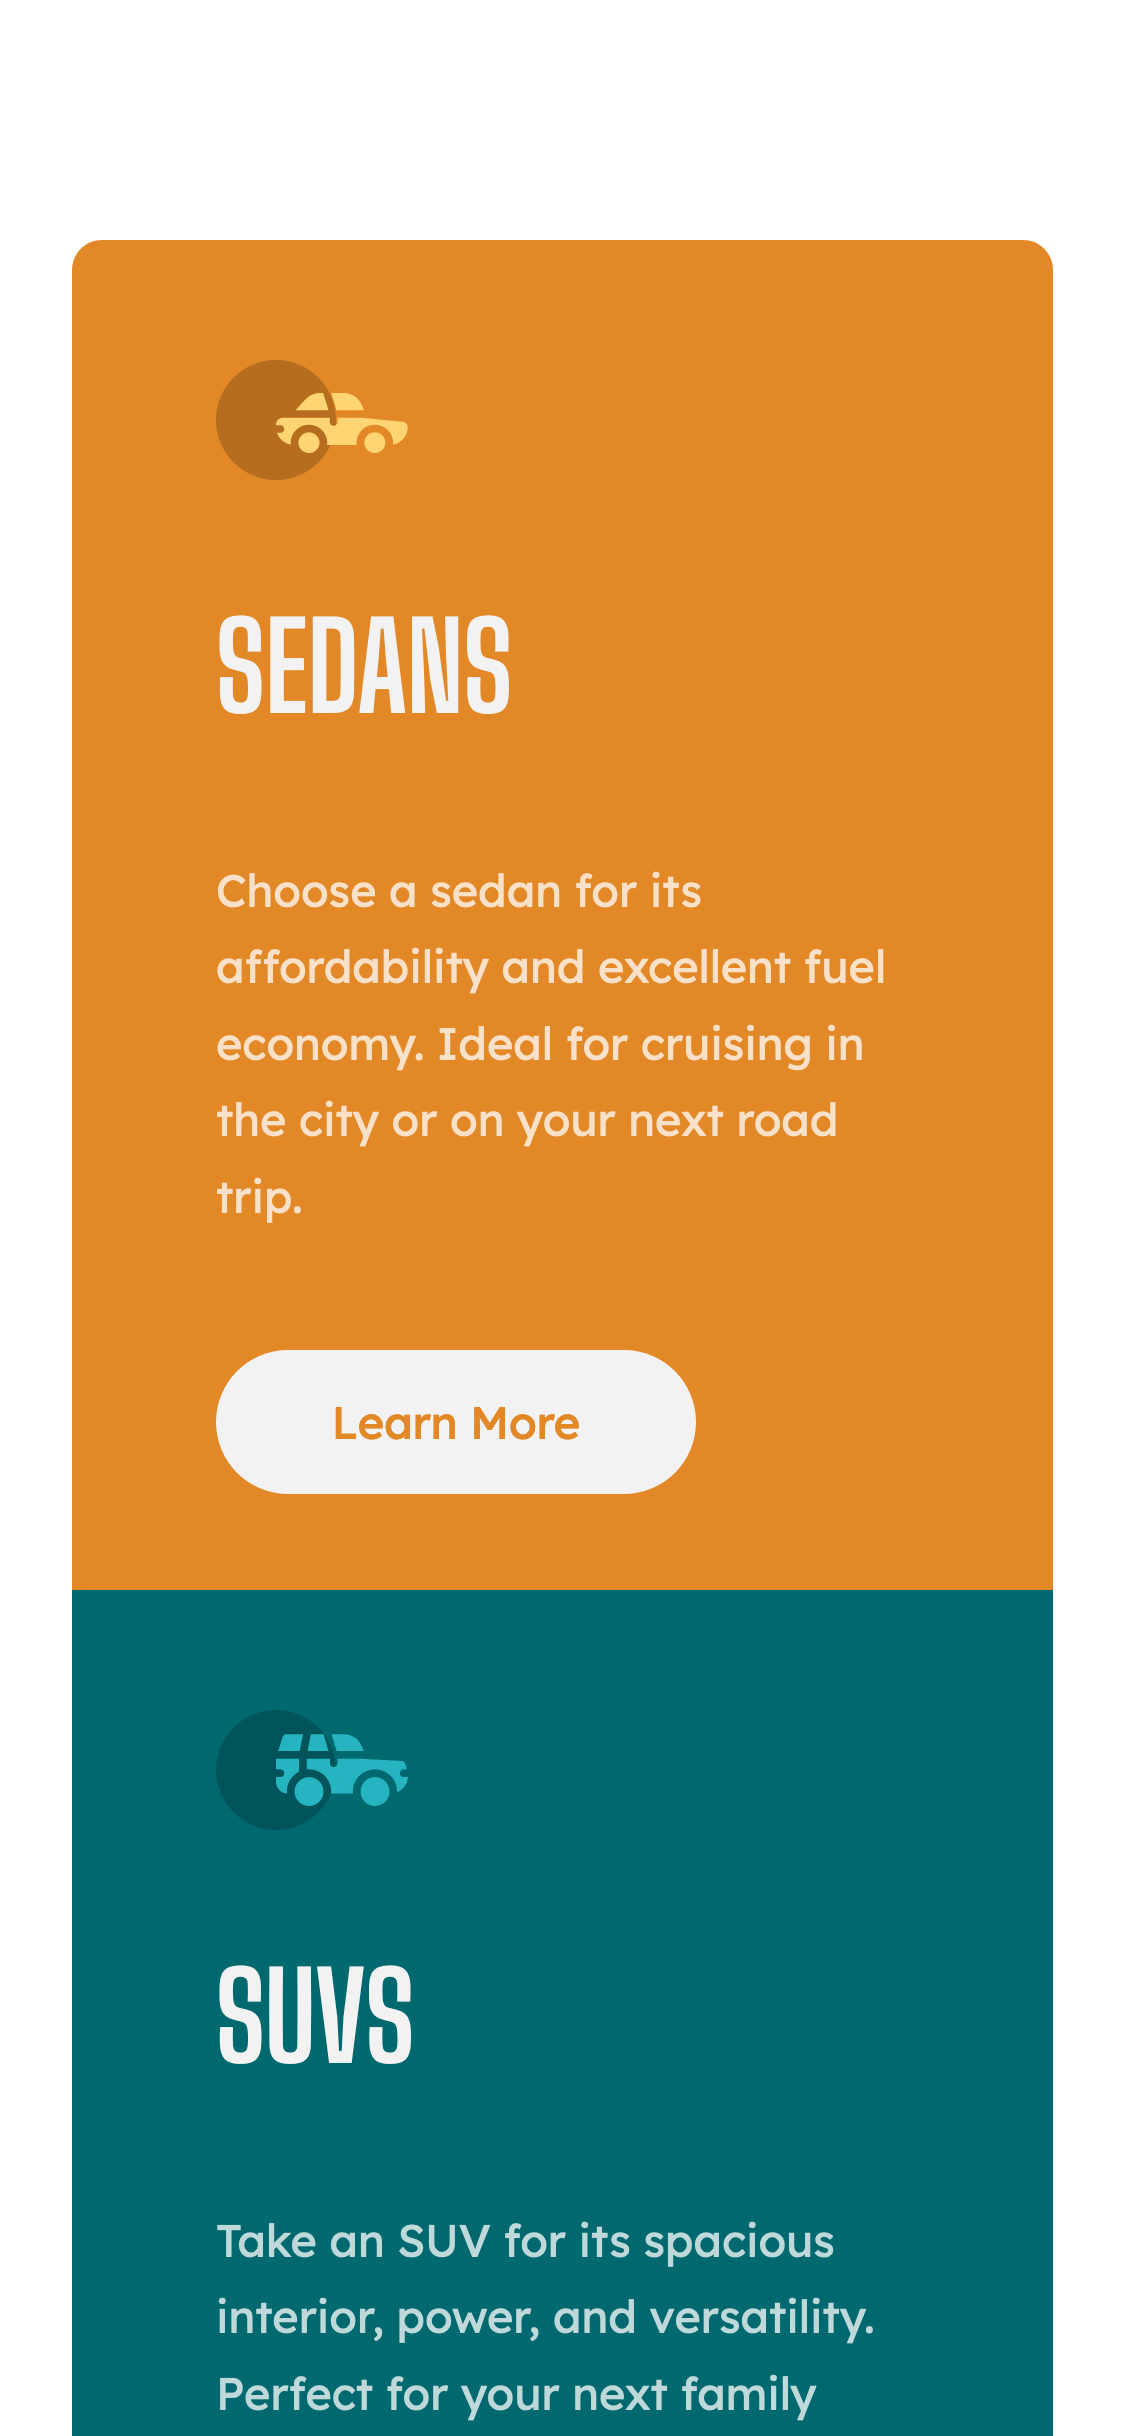 SEDANS
Choose a sedan for its
affordability and excellent fuel
economy. Ideal for cruising in
the city or on your next road
trip.
Learn More
SUVS
Take an SUV for its spacious
interior, power, and versatility.
Perfect for your next family